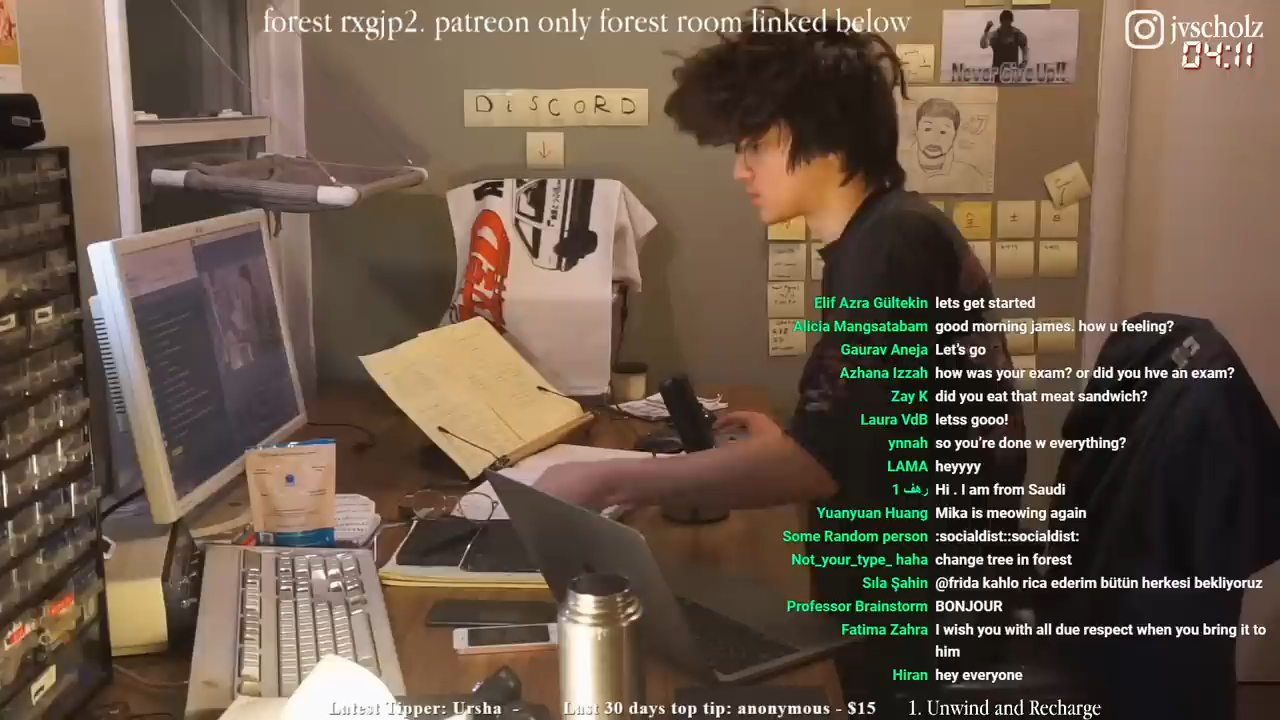 forest rxgjp2. patreon only forest room linked below
jvscholz
04:11
Never Give Up!!
DiSCORD
↓
Elif Azra Gültekin lets get started
Alicia Mangsatabam good morning james. how u feeling?
Gaurav Aneja Let's go
Azhana Izzah how was your exam? or did you hve an exam?
Zay K did you eat that meat sandwich?
Laura VdB letss gooo!
ynnah so you're done w everything?
LAMA heyyyy
رهف 1 Hi . I am from Saudi
Yuanyuan Huang Mika is meowing again
Some Random person :socialdist::socialdist:
Not_your_type_ haha change tree in forest
Sıla Şahin @frida kahlo rica ederim bütün herkesi bekliyoruz
Professor Brainstorm BONJOUR
Fatima Zahra I wish you with all due respect when you bring it to
him
Hiran hey everyone
Latest Tipper: Ursha - Last 30 days top tip: anonymous - $15
1. Unwind and Recharge